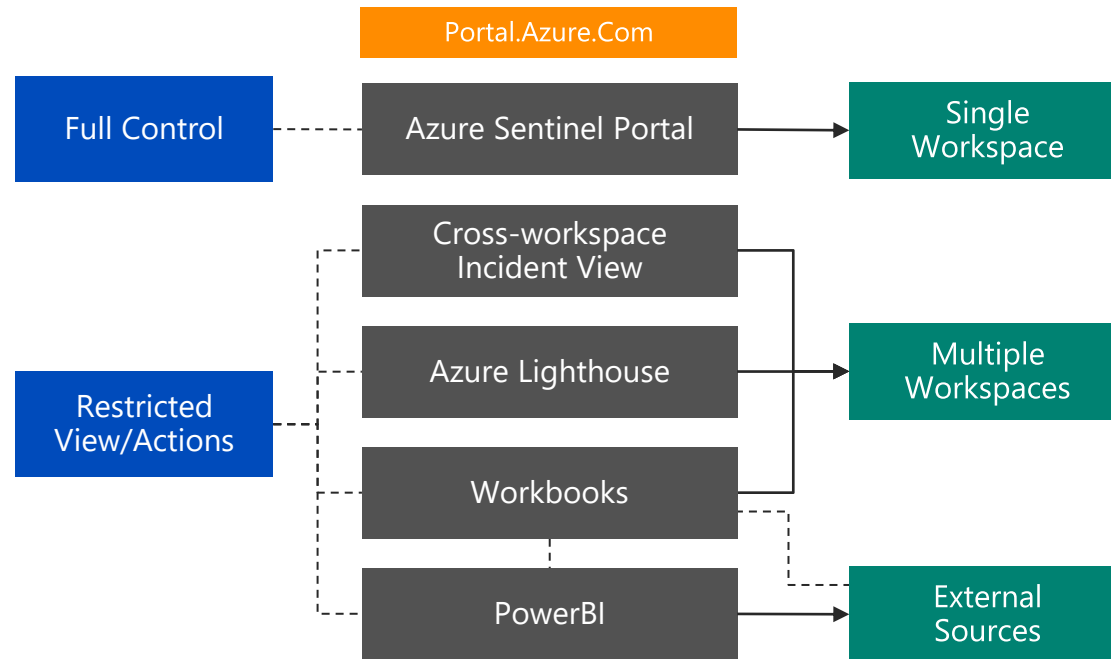 Portal.Azure.Com
Full Control
Azure Sentinel Portal
Single
Workspace
Cross-workspace
Incident View
Azure Lighthouse
Multiple
Workspaces
Restricted
View/Actions
Workbooks
PowerBI
External
Sources